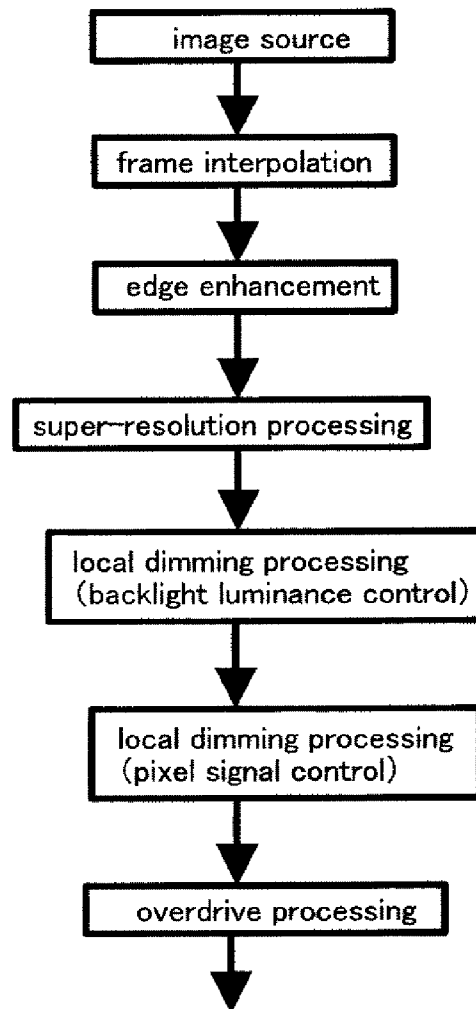 image source
frame interpolation
edge enhancement
super-resolution processing
local dimming processing
(backlight luminance control)
local dimming processing
(pixel signal control)
overdrive processing